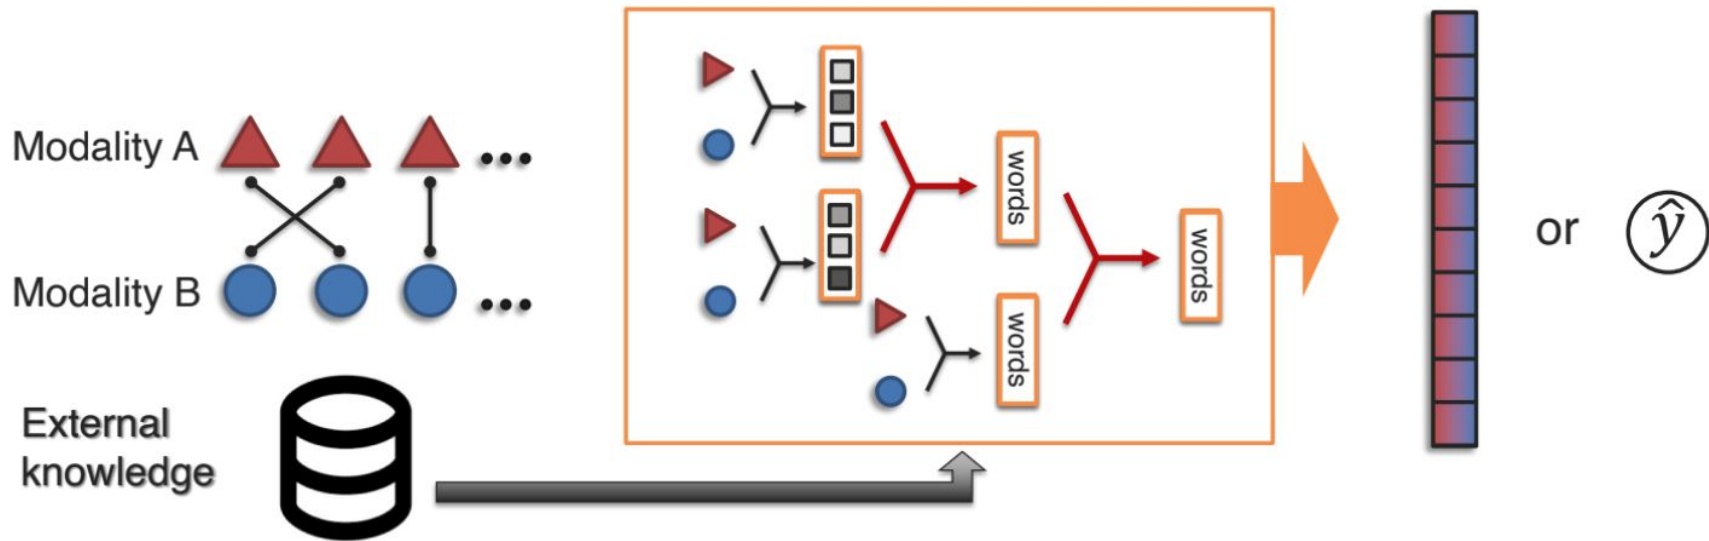 Modality A
Modality B
External
knowledge
words
words
words
or
ŷ